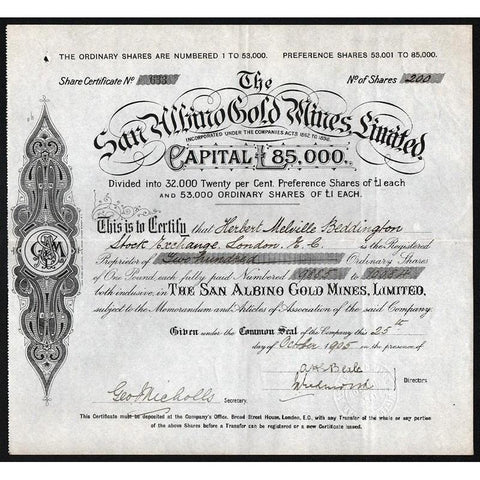 THE ORDINARY SHARES ARE NUMBERED 1 TO 53.000. PREFERENCE SHARES 53.001 TO 85,000.
Share Certificate No 633 No of Shares 200
The
San Albino Gold Mines, Limited
INCORPORATED UNDER THE COMPANIES ACTS 1862 TO
CAPITAL £85.000.
Divided into 32.000 Twenty per Cent. Preference Shares of £1 each
AND 53.000 ORDINARY SHARES OF £1. EACH.
This is to Certify that Herbert Melville Beddington
Stock Exchange, London, E.C. is the Registered
Proprietor of Two Hundred Ordinary Shares
of One Pound, each fully paid Numbered to
both inclusive, in THE SAN ALBINO GOLD MINES, LIMITED,
subject to the Memorandum and Articles of Association of the said Company.
Given under the Common Seal of the Company this 25th
day of October 1905 in the presence of
A.K. Beale
Directors
Geo Nicholls
Secretary.
This Certificate must be deposited at the Company's Office, Broad Street House, London, E.C, with any Transfer of the whole or any portion
of the above Shares before a Transfer can be registered or a new Certificate issued.